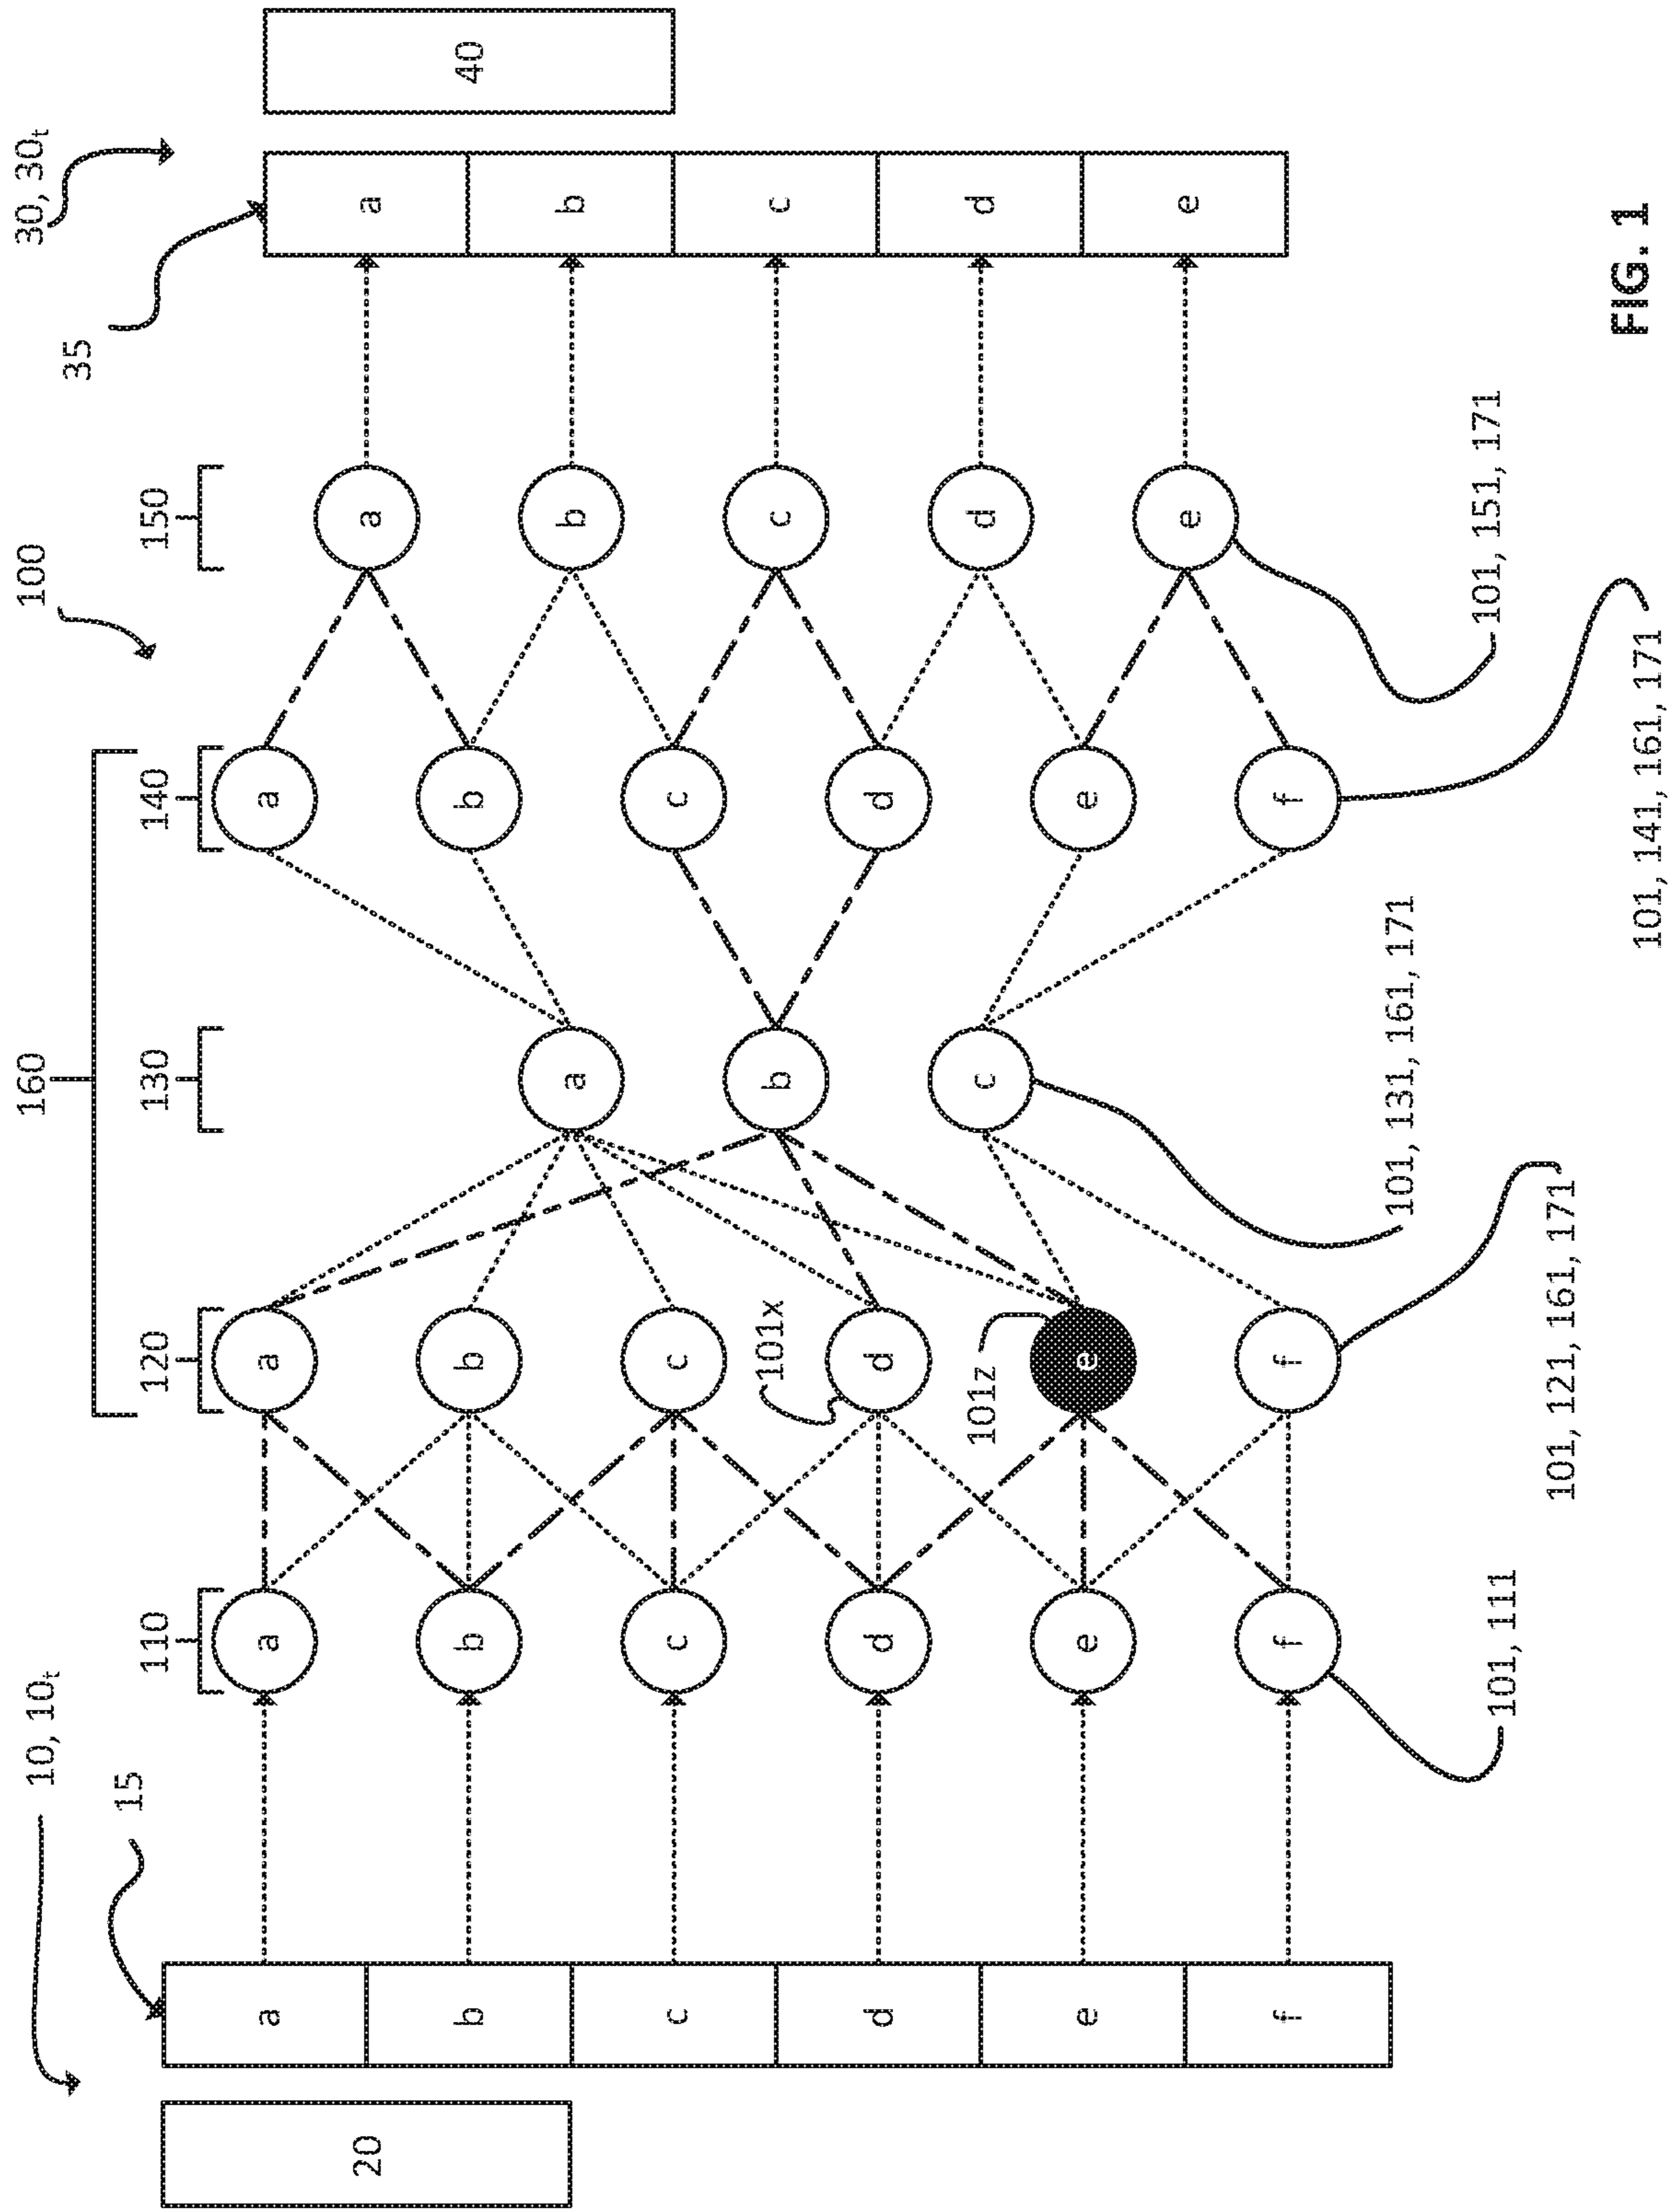 10, 10t
15
20
a
b
c
d
e
f
110
a
b
c
d
e
f
101, 111
160
120
a
b
c
101x
d
101z
e
f
101, 121, 161, 171
130
a
b
c
101, 131, 161, 171
140
a
b
c
d
e
f
101, 141, 161, 171
100
150
a
b
c
d
e
101, 151, 171
30, 30t
35
a
b
c
d
e
40
FIG. 1